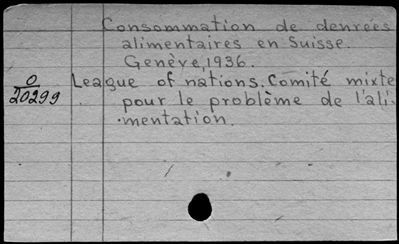 Consommation de denrées
alimentaires en Suisse.
Genève, 1936.
O
20299
League of nations. Comité mixte
pour le problème de l'ali-
mentation.